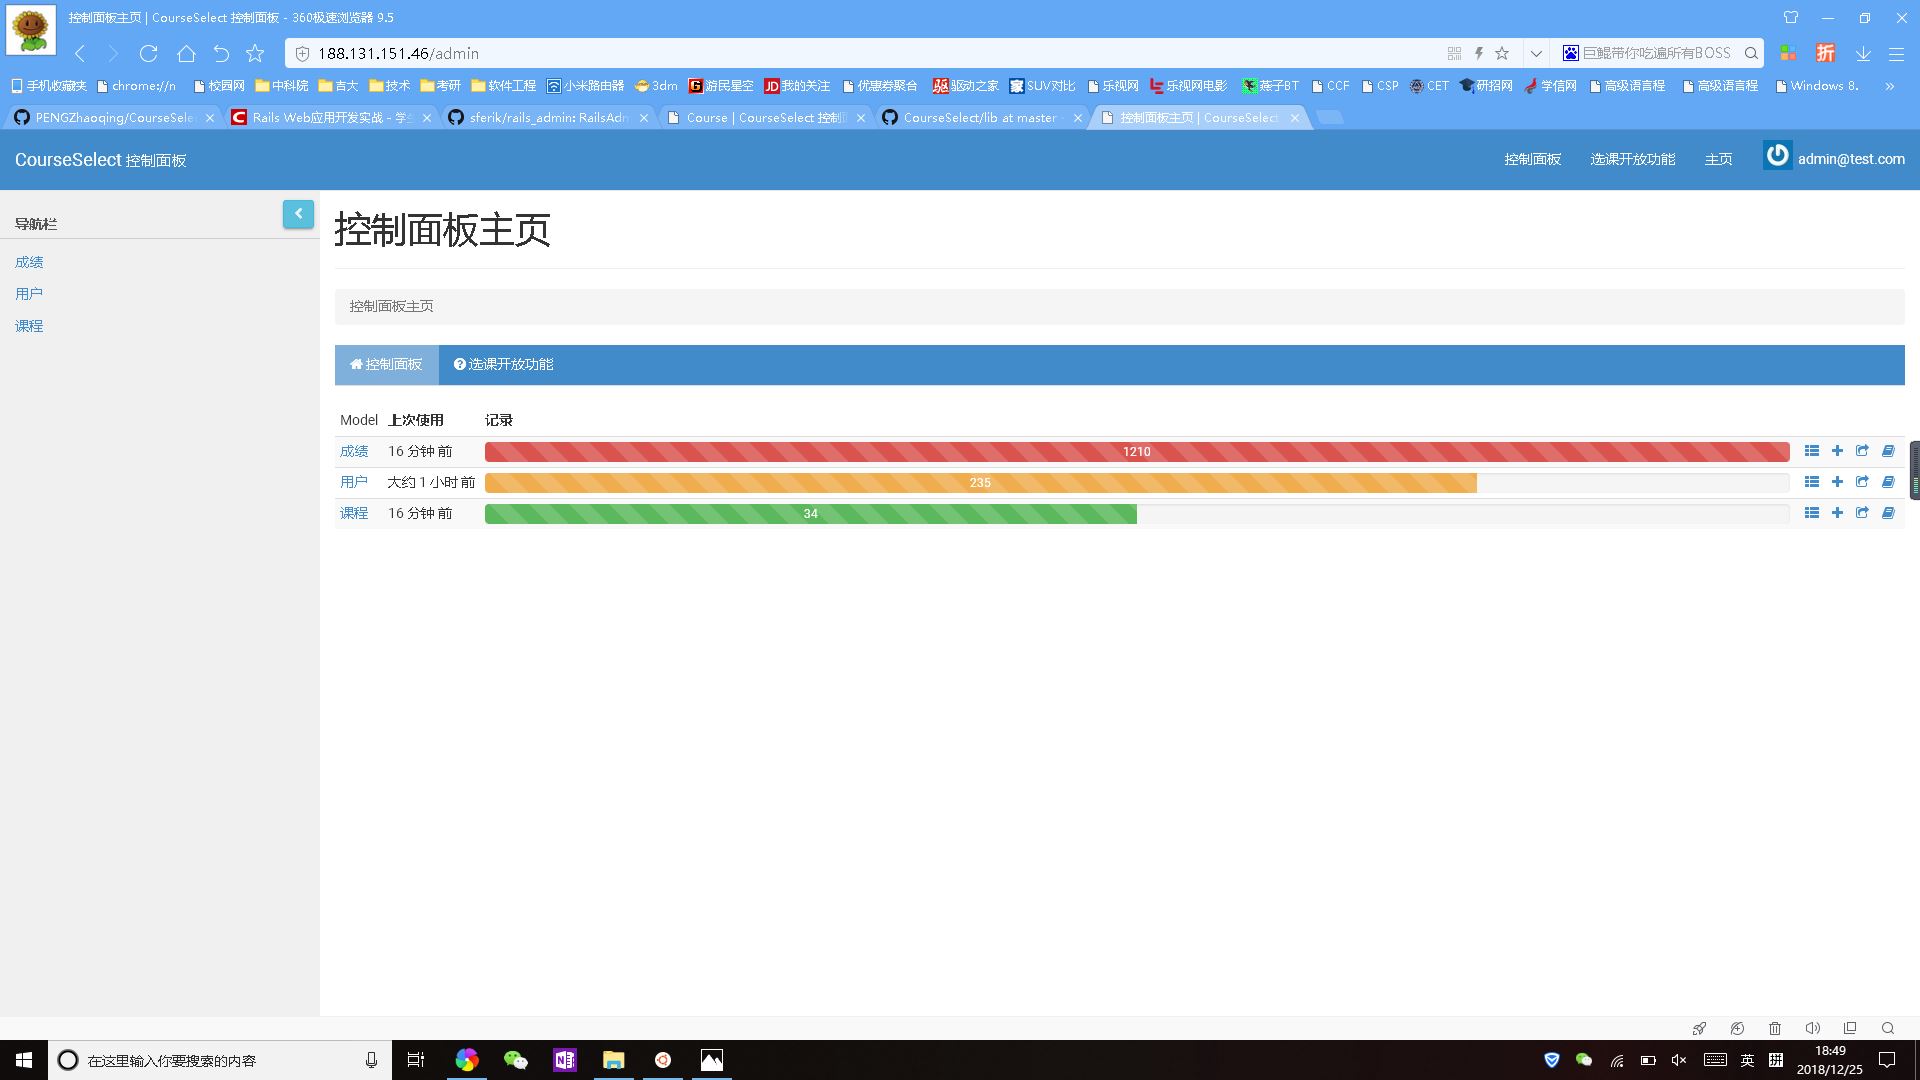 控制面板主页 | CourseSelect 控制面板 - 360极速浏览器 9.5
188.131.151.46/admin
巨鲲带你吃遍所有BOSS
折
手机收藏夹 chrome://n 校园网 中科院 吉大 技术 考研 软件工程 小米路由器 3dm 游民星空 我的关注 优惠券聚合 驱动之家 SUV对比 乐视网 乐视网电影 燕子BT CCF CSP CET 研招网 学信网 高级语言程 高级语言程 Windows 8. »
PENGZhaoqing/CourseSele Rails Web应用开发实战 - 学 sferik/rails_admin: RailsAdm Course | CourseSelect 控制 CourseSelect/lib at master 控制面板主页 | CourseSelect
CourseSelect 控制面板
控制面板 选课开放功能 主页 admin@test.com
导航栏
成绩
用户
课程
控制面板主页
控制面板主页
控制面板 选课开放功能
Model 上次使用 记录
成绩 16 分钟 前 1210
用户 大约 1 小时 前 235
课程 16 分钟 前 34
在这里输入你要搜索的内容
英 拼
18:49
2018/12/25